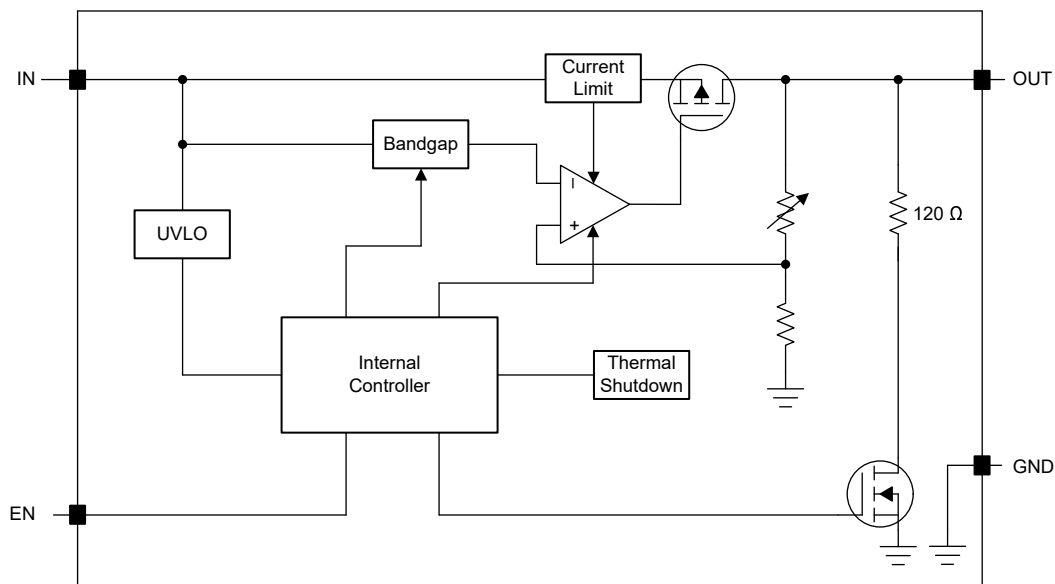 IN
Current
Limit
OUT
Bandgap
–
+
UVLO
120 Ω
Internal
Controller
Thermal
Shutdown
GND
EN